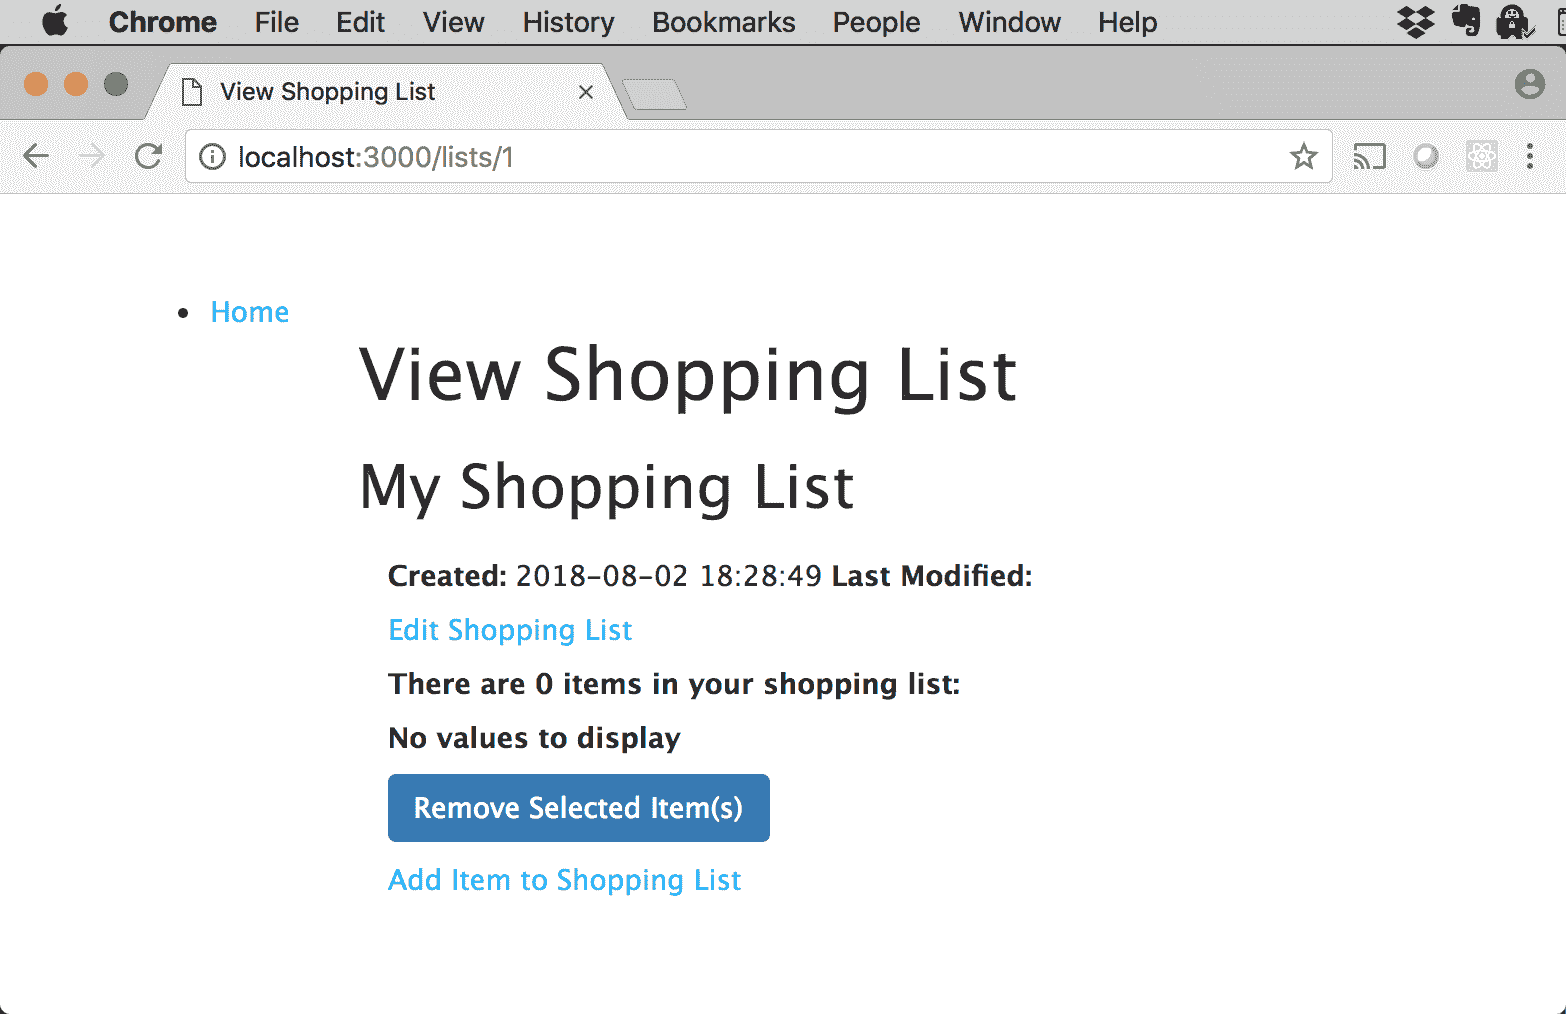 Chrome File Edit View History Bookmarks People Window Help
View Shopping List
localhost:3000/lists/1
Home
View Shopping List
My Shopping List
Created: 2018-08-02 18:28:49 Last Modified:
Edit Shopping List
There are 0 items in your shopping list:
No values to display
Remove Selected Item(s)
Add Item to Shopping List